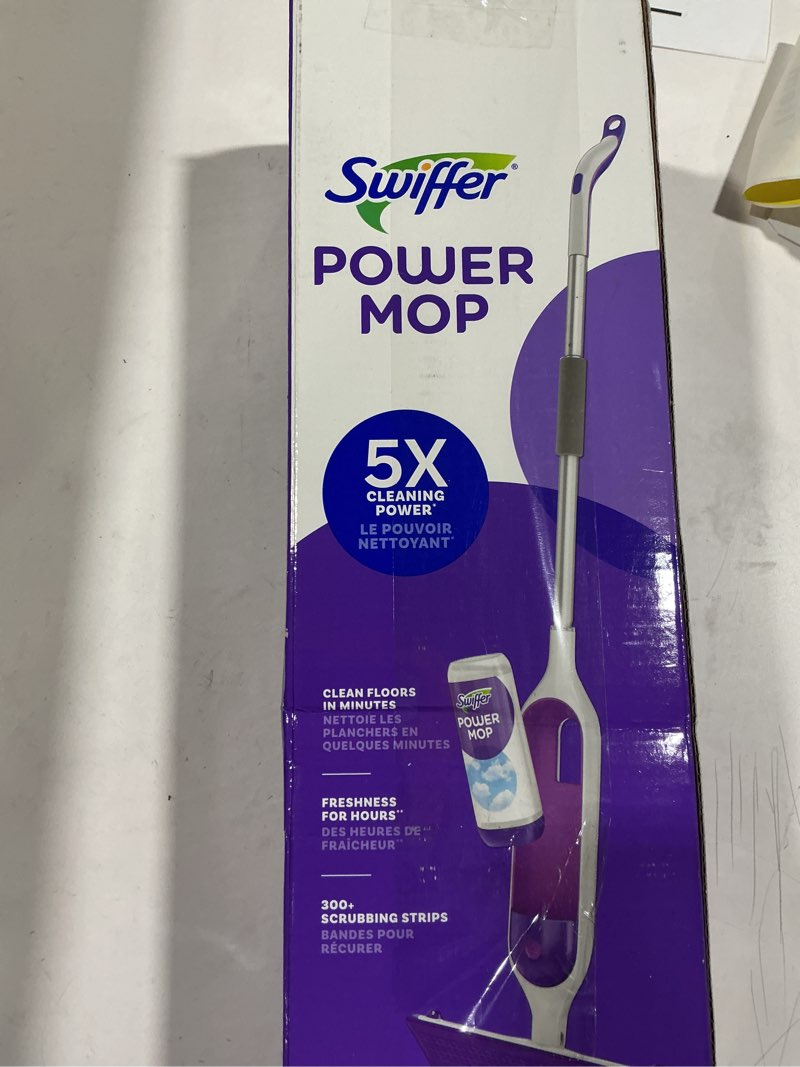 Swiffer®
POWER
MOP
5X
CLEANING
POWER*
LE POUVOIR
NETTOYANT*
CLEAN FLOORS
IN MINUTES
NETTOIE LES
PLANCHERS EN
QUELQUES MINUTES
FRESHNESS
FOR HOURS**
DES HEURES DE
FRAÎCHEUR**
300+
SCRUBBING STRIPS
BANDES POUR
RÉCURER
Swiffer
POWER
MOP